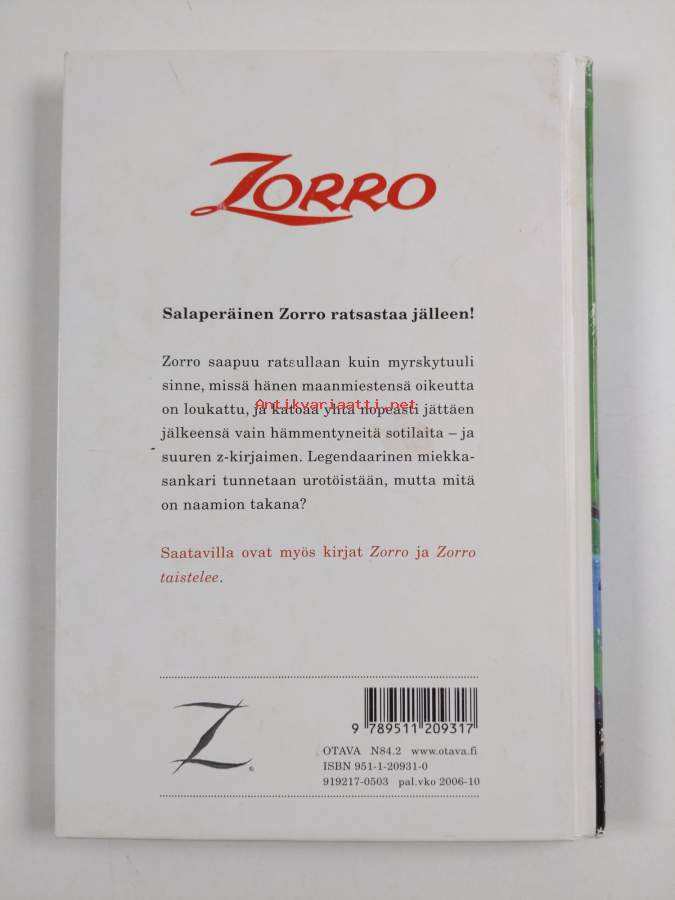 ZORRO
Salaperäinen Zorro ratsastaa jälleen!
Zorro saapuu ratsullaan kuin myrskytuuli
sinne, missä hänen maanmiestensä oikeutta
on loukattu, ja katoaa yhtä nopeasti jättäen
Antikvariaatti.net
jälkeensä vain hämmentyneitä sotilaita – ja
suuren z-kirjaimen. Legendaarinen miekka-
sankari tunnetaan urotöistään, mutta mitä
on naamion takana?
Saatavilla ovat myös kirjat Zorro ja Zorro
taistelee.
Z®
9 789511 209317
OTAVA N84.2 www.otava.fi
ISBN 951-1-20931-0
919217-0503 pal.vko 2006-10